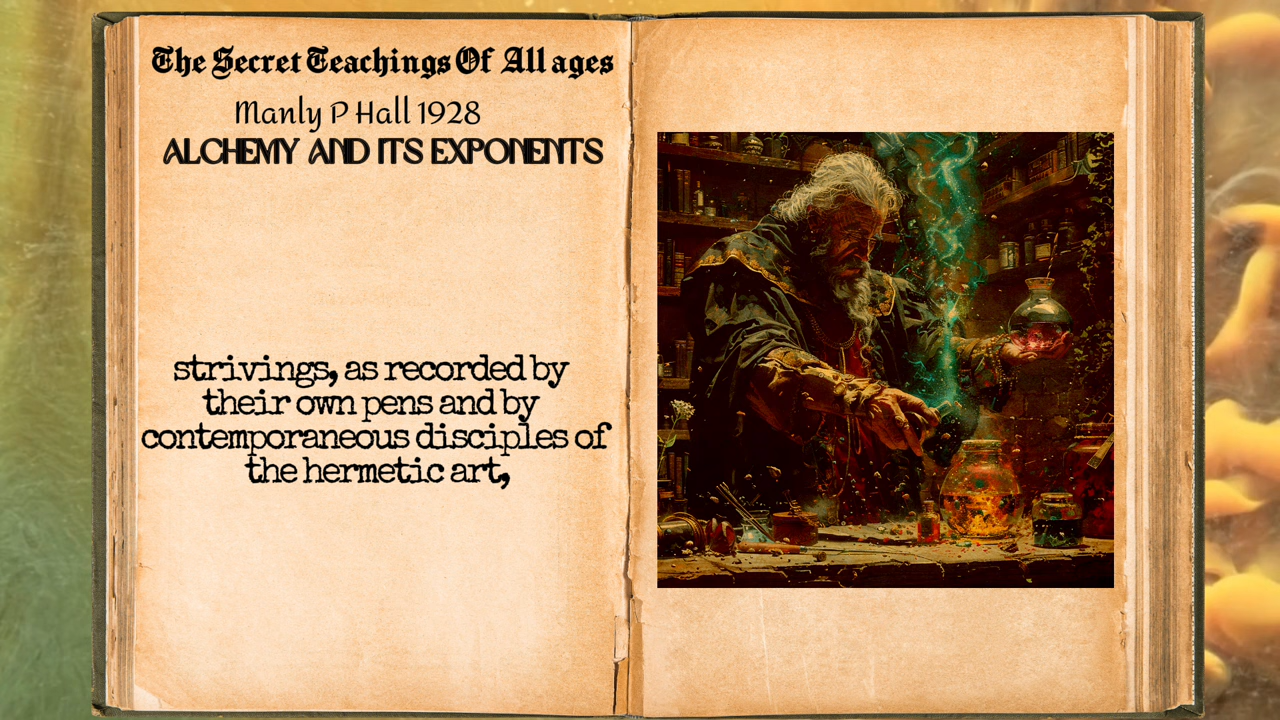 The Secret Teachings Of All ages
Manly P Hall 1928
ALCHEMY AND ITS EXPONENTS
strivings, as recorded by
their own pens and by
contemporaneous disciples of
the hermetic art,